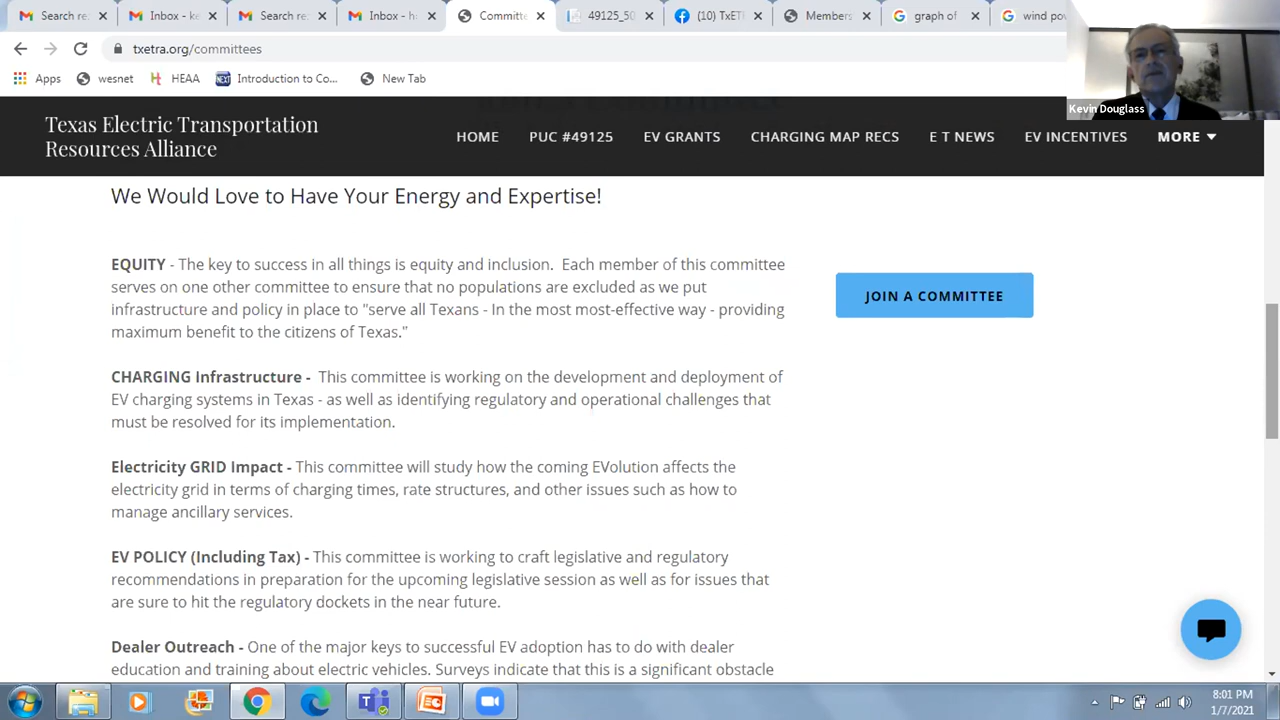 Search re:
Inbox - ke
Search re:
Inbox - ha
Committe
49125_50
(10) TxETR
Members
graph of
wind pow
txetra.org/committees
Apps
wesnet
HEAA
Introduction to Co...
New Tab
Kevin Douglass
Texas Electric Transportation
Resources Alliance
HOME
PUC #49125
EV GRANTS
CHARGING MAP RECS
E T NEWS
EV INCENTIVES
MORE
We Would Love to Have Your Energy and Expertise!
EQUITY - The key to success in all things is equity and inclusion. Each member of this committee
serves on one other committee to ensure that no populations are excluded as we put
infrastructure and policy in place to "serve all Texans - In the most most-effective way - providing
maximum benefit to the citizens of Texas."
JOIN A COMMITTEE
CHARGING Infrastructure - This committee is working on the development and deployment of
EV charging systems in Texas - as well as identifying regulatory and operational challenges that
must be resolved for its implementation.
Electricity GRID Impact - This committee will study how the coming EVolution affects the
electricity grid in terms of charging times, rate structures, and other issues such as how to
manage ancillary services.
EV POLICY (Including Tax) - This committee is working to craft legislative and regulatory
recommendations in preparation for the upcoming legislative session as well as for issues that
are sure to hit the regulatory dockets in the near future.
Dealer Outreach - One of the major keys to successful EV adoption has to do with dealer
education and training about electric vehicles. Surveys indicate that this is a significant obstacle
8:01 PM
1/7/2021